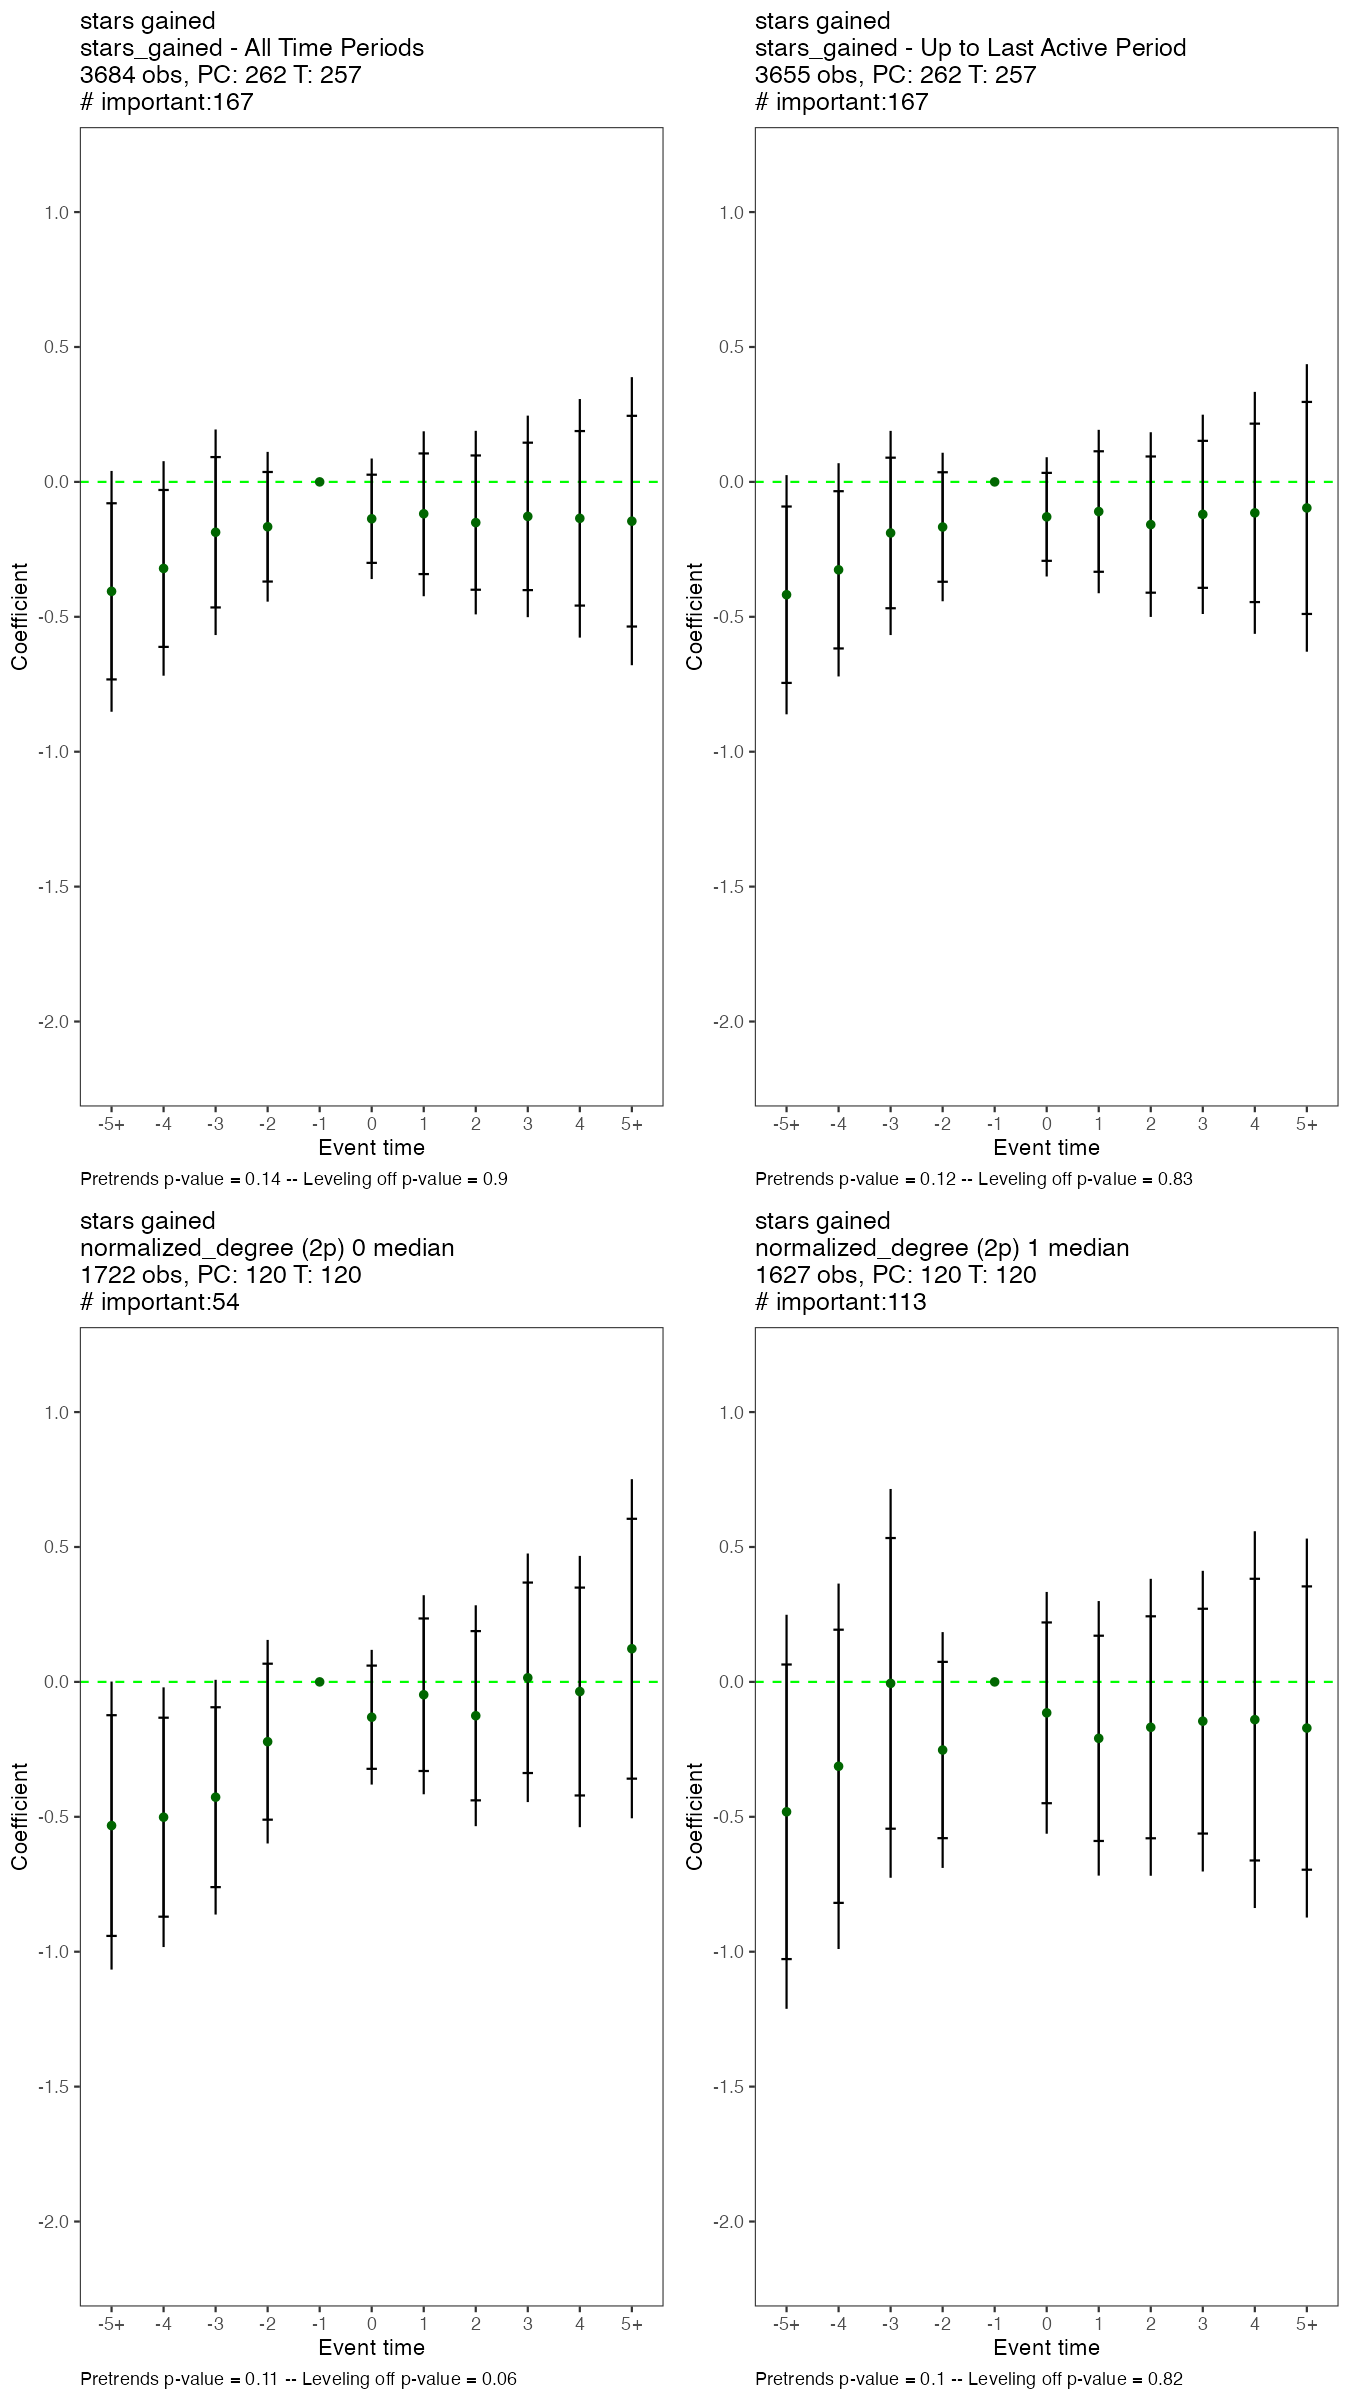 stars gained
stars_gained - All Time Periods
3684 obs, PC: 262 T: 257
# important:167
1.0
0.5
0.0
-0.5
-1.0
-1.5
-2.0
Coefficient
-5+ -4 -3 -2 -1 0 1 2 3 4 5+
Event time
Pretrends p-value = 0.14 -- Leveling off p-value = 0.9
stars gained
stars_gained - Up to Last Active Period
3655 obs, PC: 262 T: 257
# important:167
1.0
0.5
0.0
-0.5
-1.0
-1.5
-2.0
Coefficient
-5+ -4 -3 -2 -1 0 1 2 3 4 5+
Event time
Pretrends p-value = 0.12 -- Leveling off p-value = 0.83
stars gained
normalized_degree (2p) 0 median
1722 obs, PC: 120 T: 120
# important:54
1.0
0.5
0.0
-0.5
-1.0
-1.5
-2.0
Coefficient
-5+ -4 -3 -2 -1 0 1 2 3 4 5+
Event time
Pretrends p-value = 0.11 -- Leveling off p-value = 0.06
stars gained
normalized_degree (2p) 1 median
1627 obs, PC: 120 T: 120
# important:113
1.0
0.5
0.0
-0.5
-1.0
-1.5
-2.0
Coefficient
-5+ -4 -3 -2 -1 0 1 2 3 4 5+
Event time
Pretrends p-value = 0.1 -- Leveling off p-value = 0.82